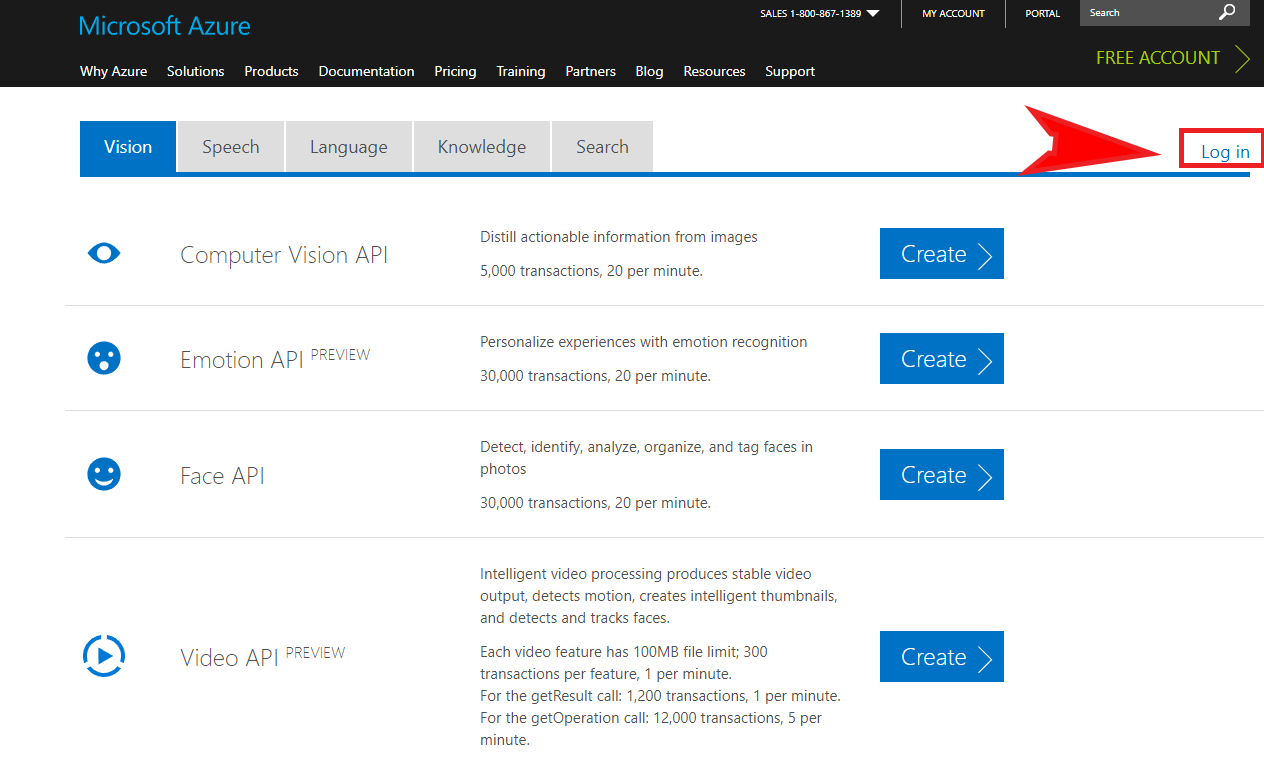 Microsoft Azure
SALES 1-800-867-1389
MY ACCOUNT
PORTAL
Search
Why Azure
Solutions
Products
Documentation
Pricing
Training
Partners
Blog
Resources
Support
FREE ACCOUNT
Vision
Speech
Language
Knowledge
Search
Log in
Computer Vision API
Distill actionable information from images
5,000 transactions, 20 per minute.
Create
Emotion API PREVIEW
Personalize experiences with emotion recognition
30,000 transactions, 20 per minute.
Create
Face API
Detect, identify, analyze, organize, and tag faces in
photos
30,000 transactions, 20 per minute.
Create
Video API PREVIEW
Intelligent video processing produces stable video
output, detects motion, creates intelligent thumbnails,
and detects and tracks faces.
Each video feature has 100MB file limit; 300
transactions per feature, 1 per minute.
For the getResult call: 1,200 transactions, 1 per minute.
For the getOperation call: 12,000 transactions, 5 per
minute.
Create